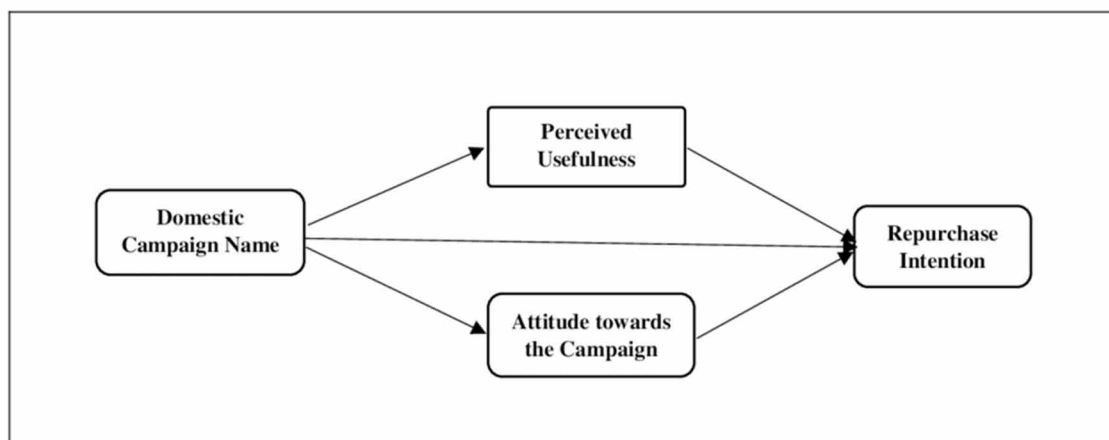 Perceived
Usefulness
Domestic
Campaign Name
Repurchase
Intention
Attitude towards
the Campaign